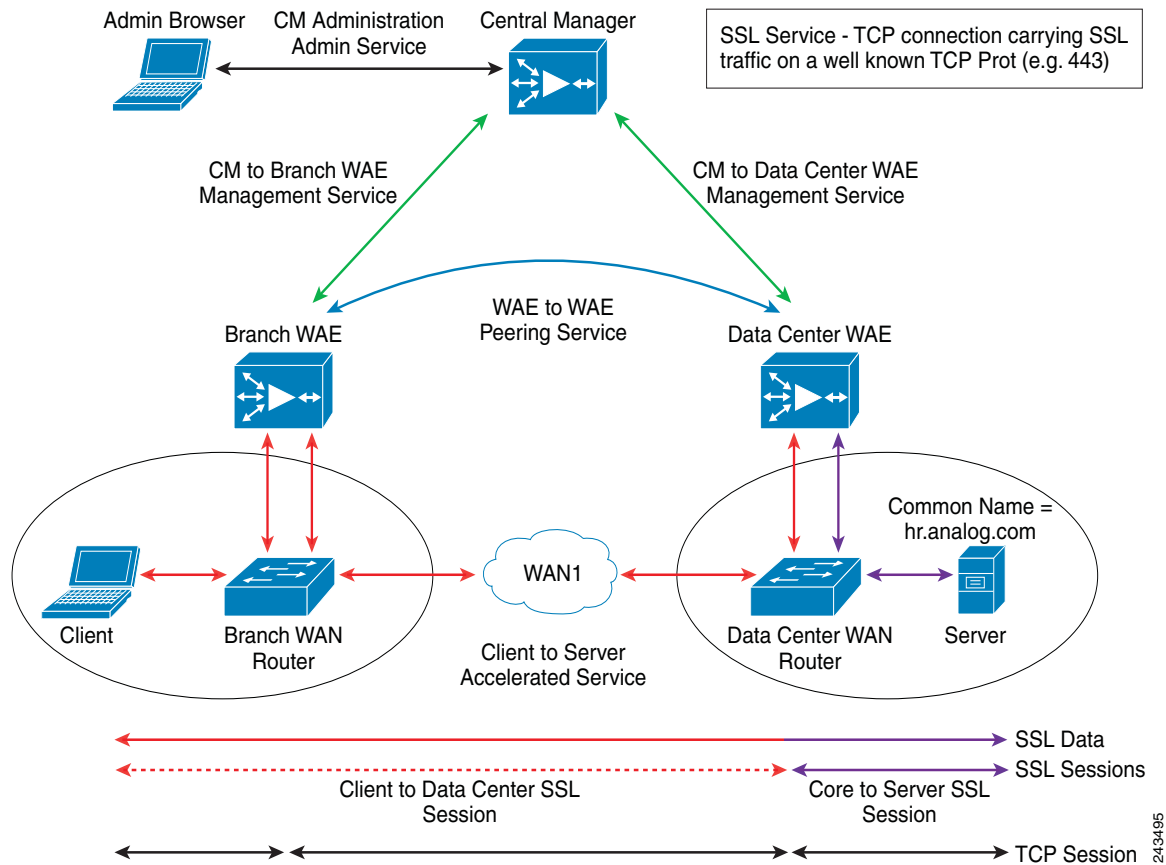 Admin Browser
CM Administration
Admin Service
Central Manager
SSL Service - TCP connection carrying SSL
traffic on a well known TCP Prot (e.g. 443)
CM to Branch WAE
Management Service
CM to Data Center WAE
Management Service
WAE to WAE
Peering Service
Branch WAE
Data Center WAE
Common Name =
hr.analog.com
WAN1
Client
Branch WAN
Router
Client to Server
Accelerated Service
Data Center WAN
Router
Server
SSL Data
SSL Sessions
Client to Data Center SSL
Session
Core to Server SSL
Session
TCP Session
243495